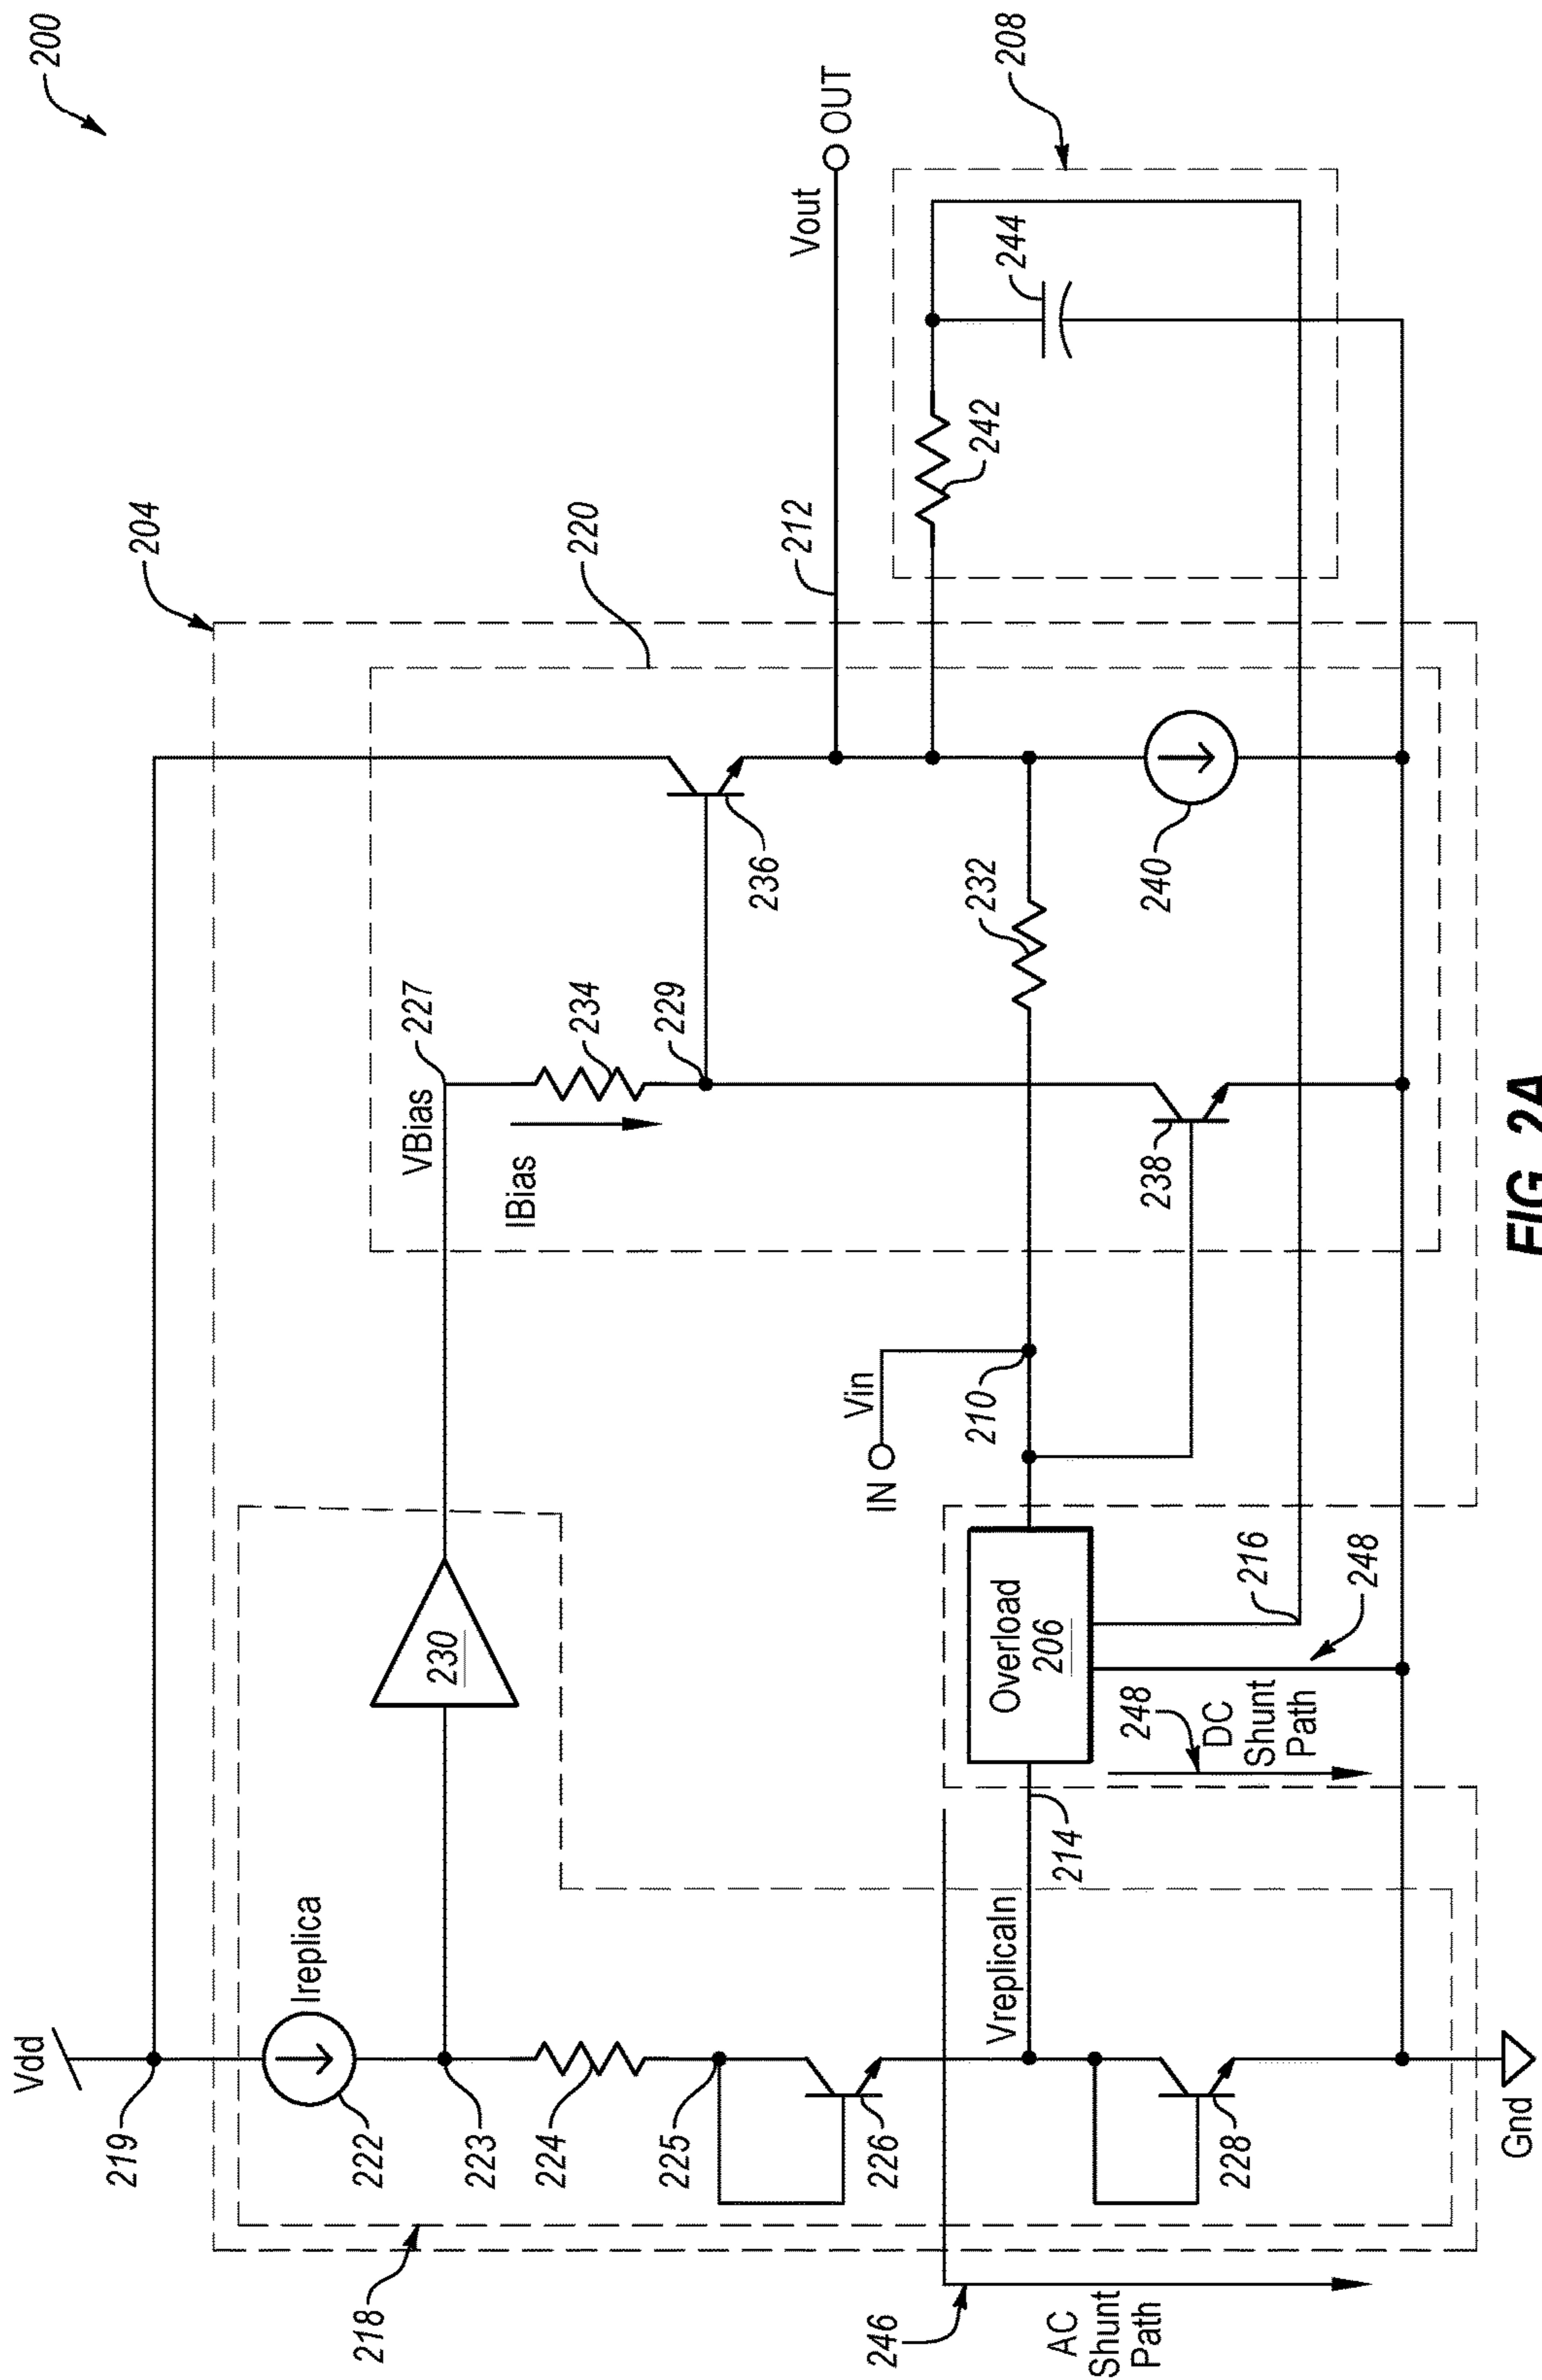 200
Vdd
219
Ireplica
222
223
224
225
226
218
246
AC
Shunt
Path
VreplicaIn
214
228
Gnd
230
Overload
206
248
DC
Shunt
Path
216
248
IN
Vin
210
204
VBias
227
IBias
234
229
220
236
232
238
240
212
Vout
OUT
208
242
244
FIG. 2A